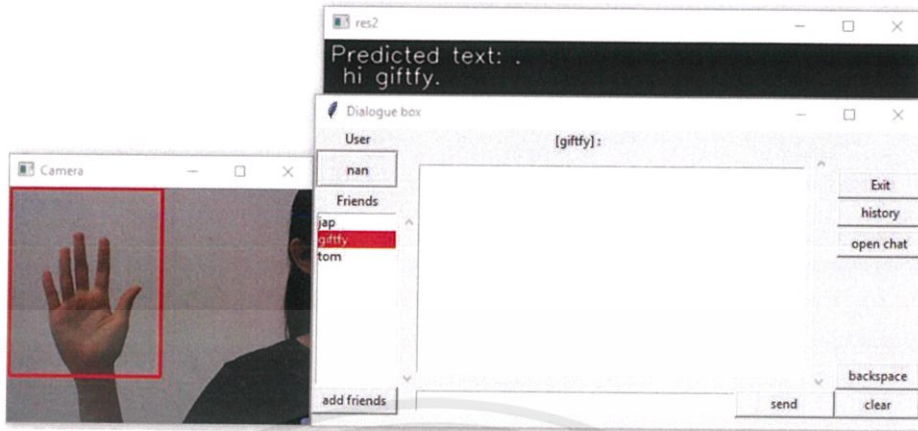 res2
Predicted text: .
hi giftfy.
Dialogue box
User
[giftfy] :
nan
Camera
Friends
Exit
jap
history
giftfy
open chat
tom
backspace
add friends
send
clear